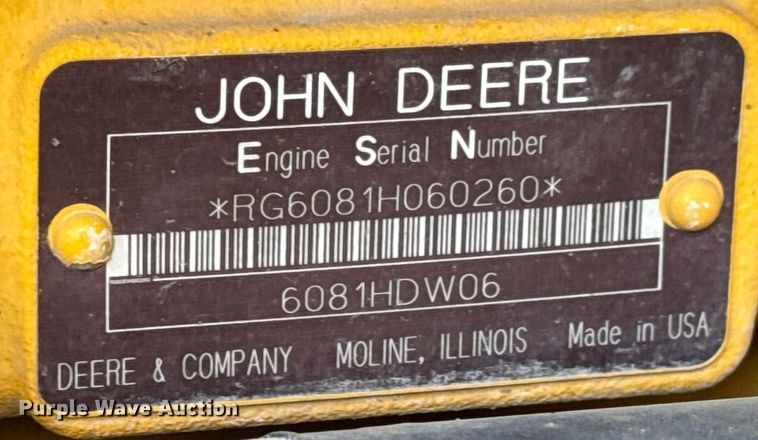 JOHN DEERE
Engine Serial Number
*RG6081H060260*
6081HDW06
DEERE & COMPANY MOLINE, ILLINOIS Made in USA
Purple Wave Auction